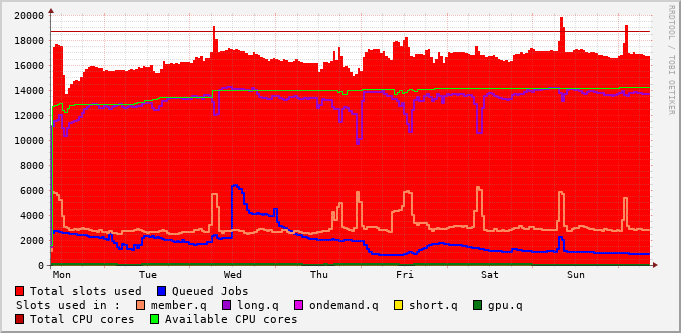 RRDTOOL / TOBI OETIKER
20000
18000
16000
14000
12000
10000
8000
6000
4000
2000
0
Mon Tue Wed Thu Fri Sat Sun
Total slots used Queued Jobs
Slots used in : member.q long.q ondemand.q short.q gpu.q
Total CPU cores Available CPU cores